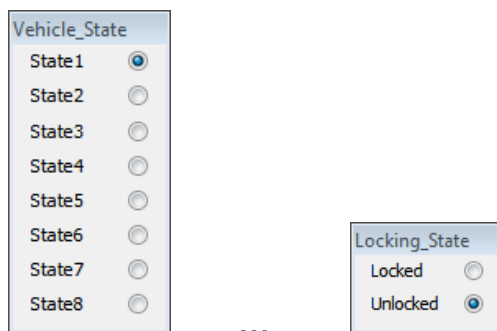 Vehicle_State
State1
State2
State3
State4
State5
State6
State7
State8
...
Locking_State
Locked
Unlocked